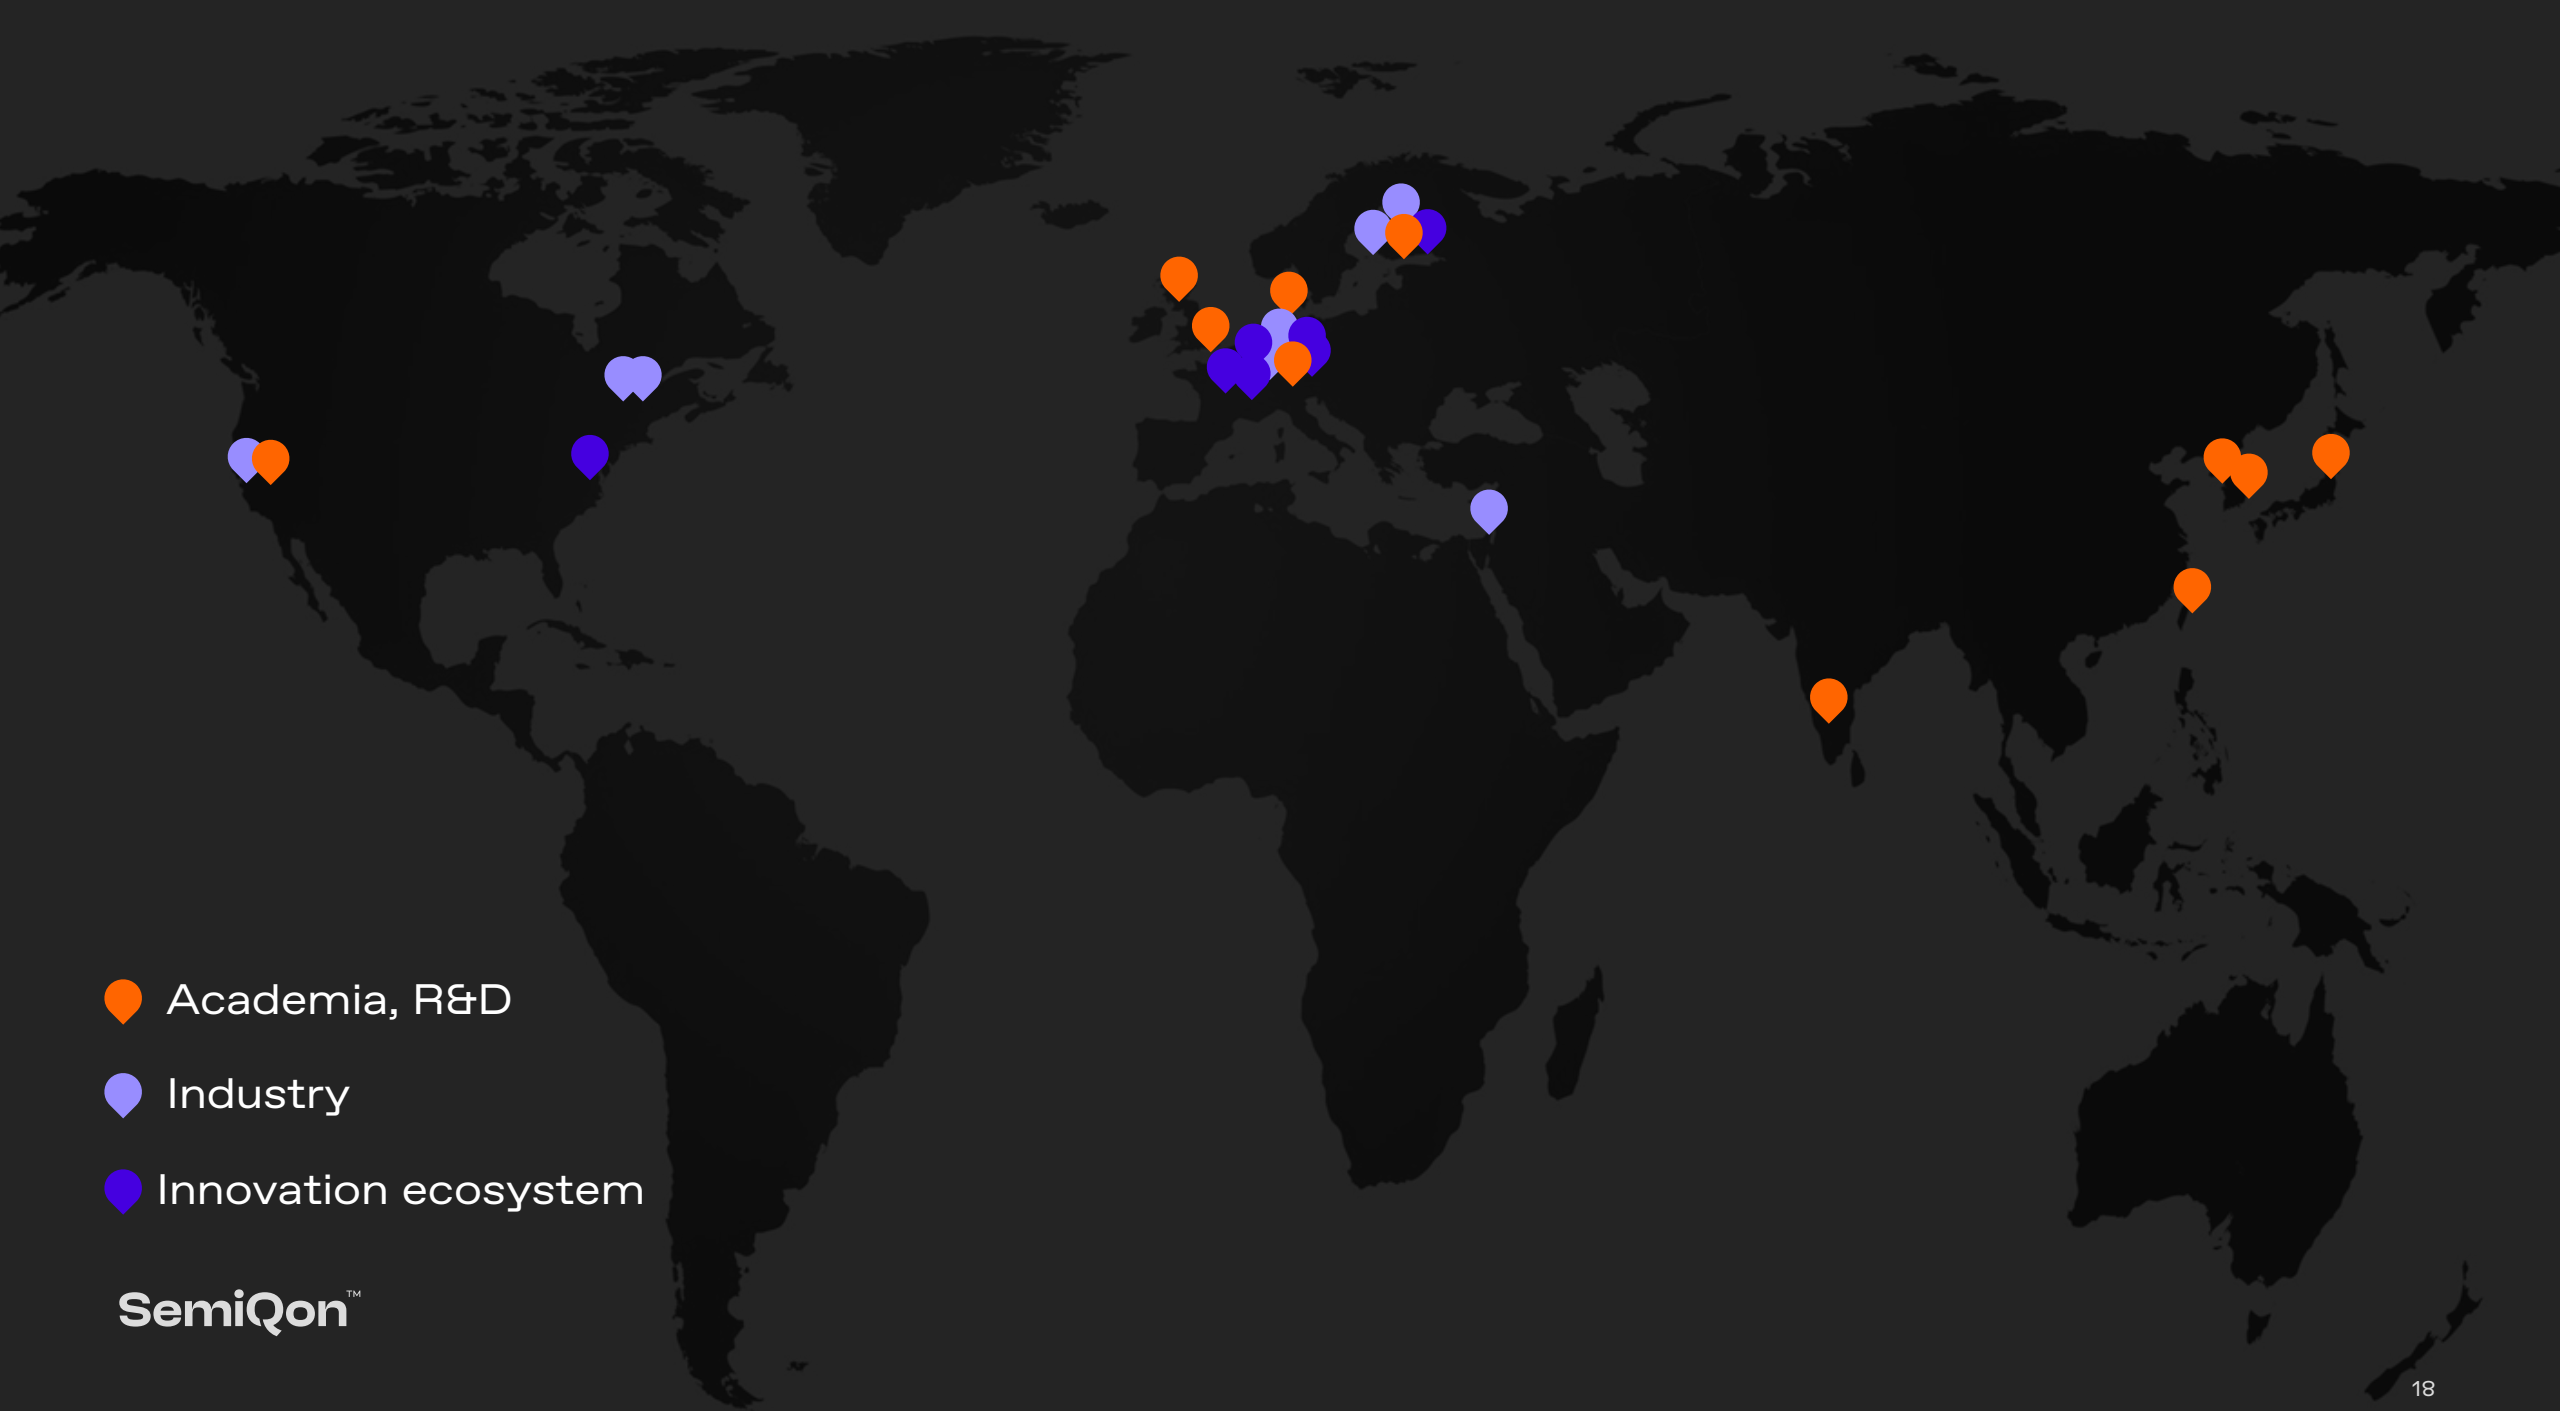 Academia, R&D
Industry
Innovation ecosystem
SemiQon™
18